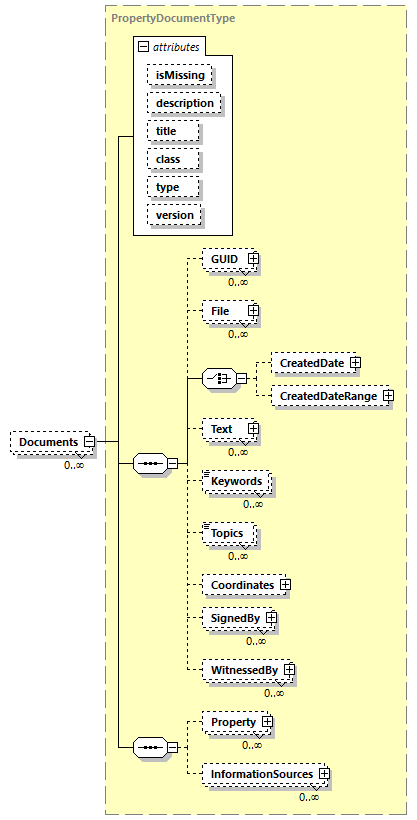 PropertyDocumentType
attributes
isMissing
description
title
class
type
version
GUID
0..∞
File
0..∞
CreatedDate
CreatedDateRange
Documents
0..∞
Text
0..∞
Keywords
0..∞
Topics
0..∞
Coordinates
SignedBy
0..∞
WitnessedBy
0..∞
Property
0..∞
InformationSources
0..∞